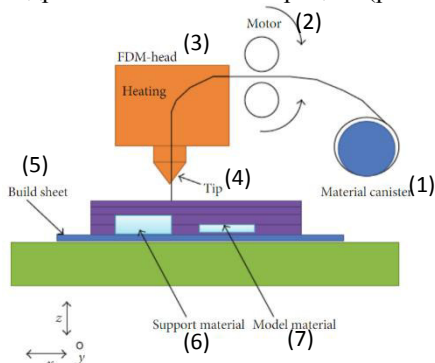 Motor (2)
(3)
FDM-head
Heating
(5)
Build sheet
(4)
Tip
Material canister (1)
z
x
o
y
Support material
(6)
Model material
(7)